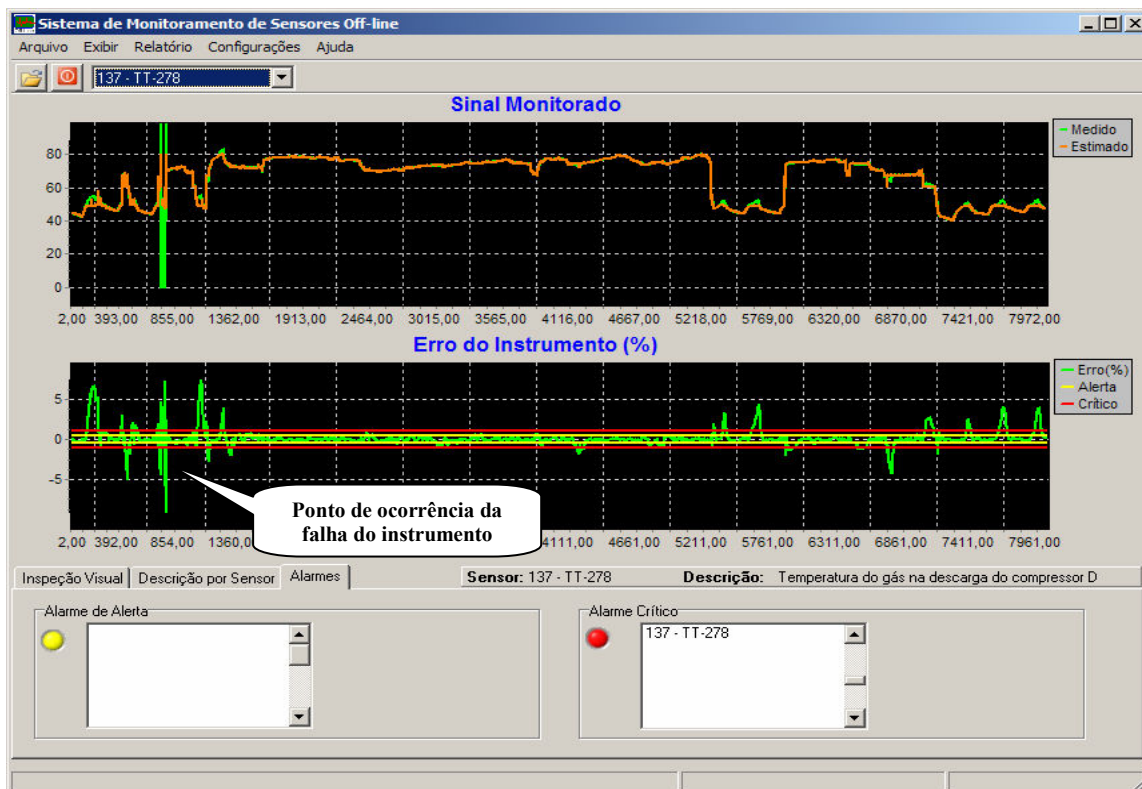 Sistema de Monitoramento de Sensores Off-line
Arquivo Exibir Relatório Configurações Ajuda
137 - TT-278
Sinal Monitorado
Medido
Estimado
80
60
40
20
0
2,00 393,00 855,00 1362,00 1913,00 2464,00 3015,00 3565,00 4116,00 4667,00 5218,00 5769,00 6320,00 6870,00 7421,00 7972,00
Erro do Instrumento (%)
Erro(%)
Alerta
Crítico
5
0
-5
Ponto de ocorrência da
falha do instrumento
2,00 392,00 854,00 1360,0 4111,00 4661,00 5211,00 5761,00 6311,00 6861,00 7411,00 7961,00
Inspeção Visual Descrição por Sensor Alarmes Sensor: 137 - TT-278 Descrição: Temperatura do gás na descarga do compressor D
Alarme de Alerta
Alarme Crítico
137 - TT-278